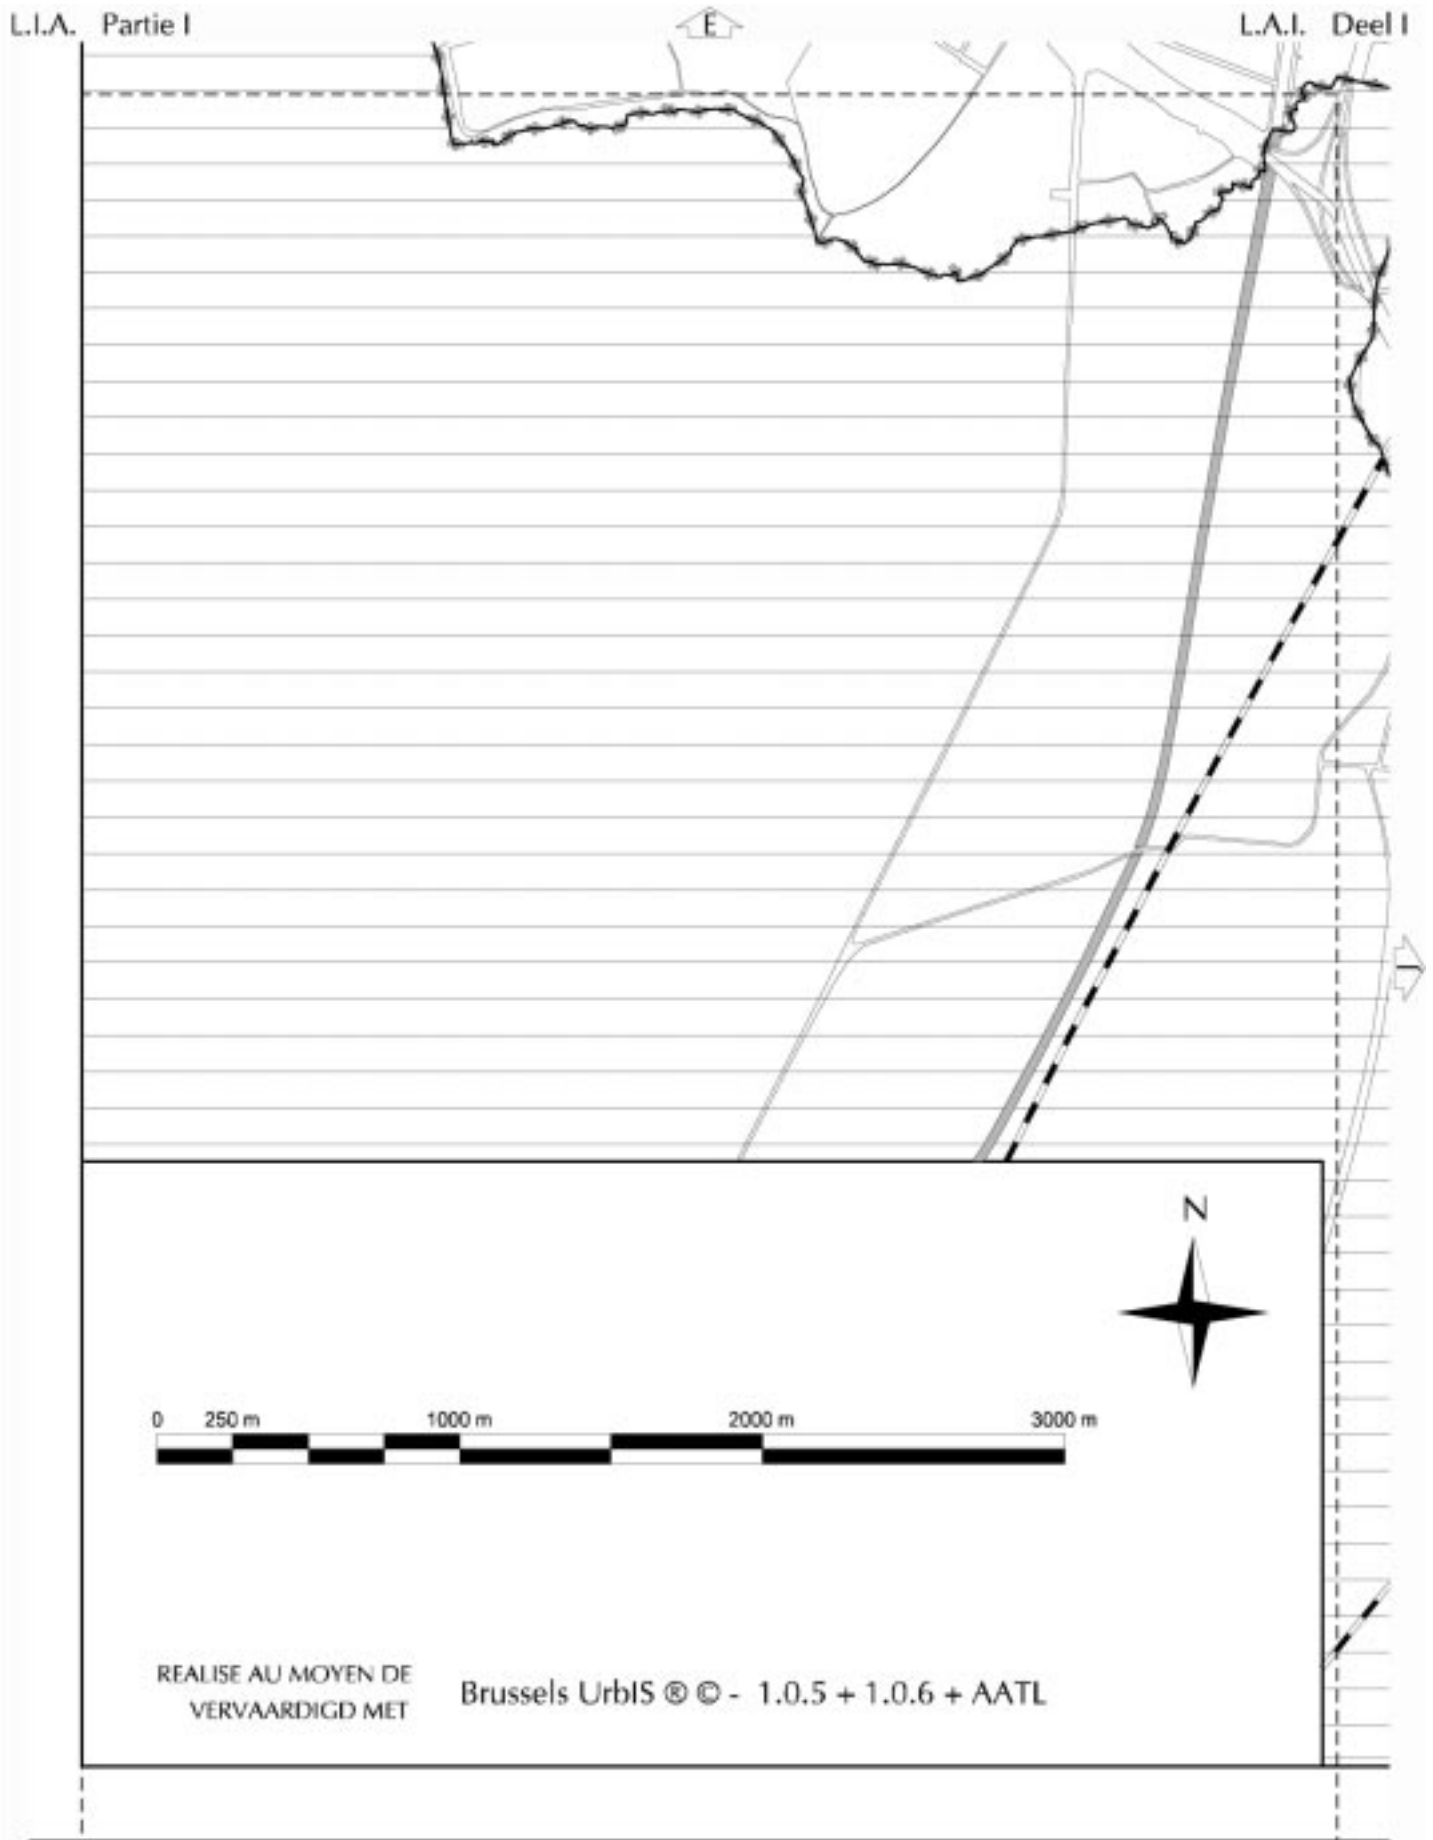 L.I.A. Partie I
E
L.A.I. Deel I
J
N
0 250 m 1000 m 2000 m 3000 m
REALISE AU MOYEN DE
VERVAARDIGD MET
Brussels UrbIS ® © - 1.0.5 + 1.0.6 + AATL